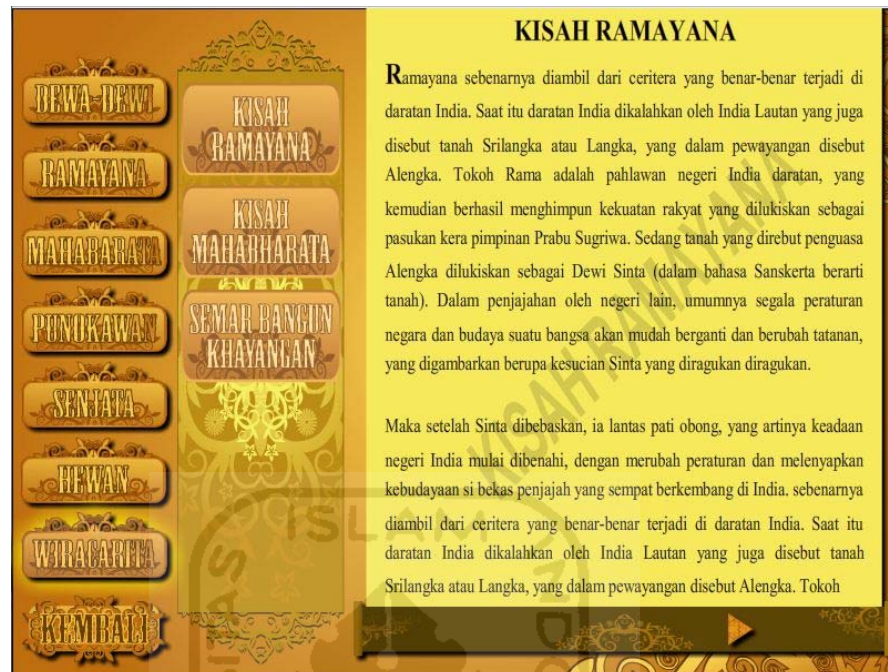 DEWA-DEWI
RAMAYANA
MAHABARATA
PUNOKAWAN
SENJATA
HEWAN
WIRACARITA
KEMBALI
KISAH
RAMAYANA
KISAH
MAHABHARATA
SEMAR BANGUN
KHAYANGAN
KISAH RAMAYANA
Ramayana sebenarnya diambil dari ceritera yang benar-benar terjadi di
daratan India. Saat itu daratan India dikalahkan oleh India Lautan yang juga
disebut tanah Srilangka atau Langka, yang dalam pewayangan disebut
Alengka. Tokoh Rama adalah pahlawan negeri India daratan, yang
kemudian berhasil menghimpun kekuatan rakyat yang dilukiskan sebagai
pasukan kera pimpinan Prabu Sugriwa. Sedang tanah yang direbut penguasa
Alengka dilukiskan sebagai Dewi Sinta (dalam bahasa Sanskerta berarti
tanah). Dalam penjajahan oleh negeri lain, umumnya segala peraturan
negara dan budaya suatu bangsa akan mudah berganti dan berubah tatanan,
yang digambarkan berupa kesucian Sinta yang diragukan diragukan.
Maka setelah Sinta dibebaskan, ia lantas pati obong, yang artinya keadaan
negeri India mulai dibenahi, dengan merubah peraturan dan melenyapkan
kebudayaan si bekas penjajah yang sempat berkembang di India. sebenarnya
diambil dari ceritera yang benar-benar terjadi di daratan India. Saat itu
daratan India dikalahkan oleh India Lautan yang juga disebut tanah
Srilangka atau Langka, yang dalam pewayangan disebut Alengka. Tokoh
KISAH RAMAYANA
ISLAM